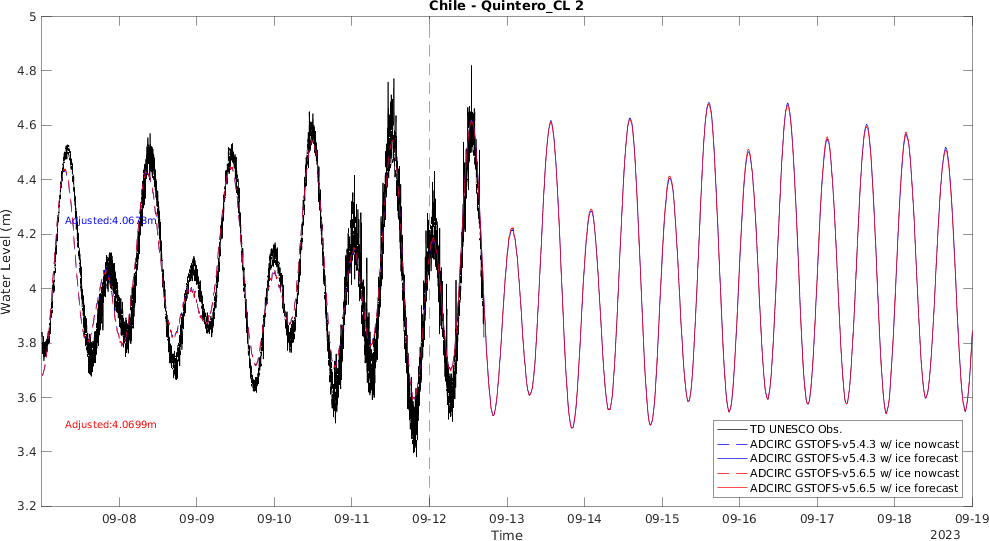 Chile - Quintero_CL 2
5
4.8
4.6
4.4
4.2
4
3.8
3.6
3.4
3.2
Water Level (m)
Adjusted:4.0673m
Adjusted:4.0699m
TD UNESCO Obs.
ADCIRC GSTOFS-v5.4.3 w/ ice nowcast
ADCIRC GSTOFS-v5.4.3 w/ ice forecast
ADCIRC GSTOFS-v5.6.5 w/ ice nowcast
ADCIRC GSTOFS-v5.6.5 w/ ice forecast
09-08 09-09 09-10 09-11 09-12 09-13 09-14 09-15 09-16 09-17 09-18 09-19
Time
2023